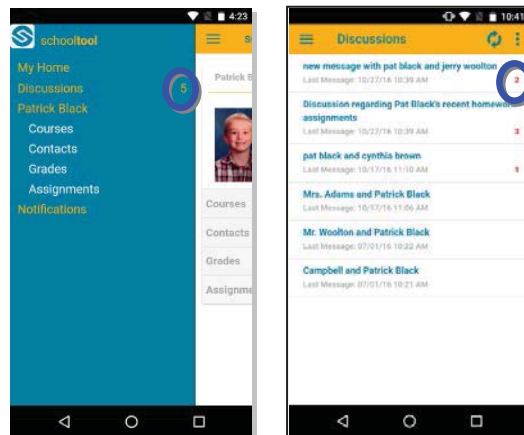 4:23
schooltool
My Home
Discussions 5
Patrick Black
Courses
Contacts
Grades
Assignments
Notifications
Patrick B
Courses
Contacts
Grades
Assignme
10:41
Discussions
new message with pat black and jerry woolton
Last Message: 10/27/16 10:39 AM 2
Discussion regarding Pat Black's recent homework
assignments
Last Message: 10/27/16 10:39 AM 3
pat black and cynthia brown
Last Message: 10/17/16 11:10 AM 1
Mrs. Adams and Patrick Black
Last Message: 10/17/16 11:06 AM
Mr. Woolton and Patrick Black
Last Message: 07/01/16 10:22 AM
Campbell and Patrick Black
Last Message: 07/01/16 10:21 AM